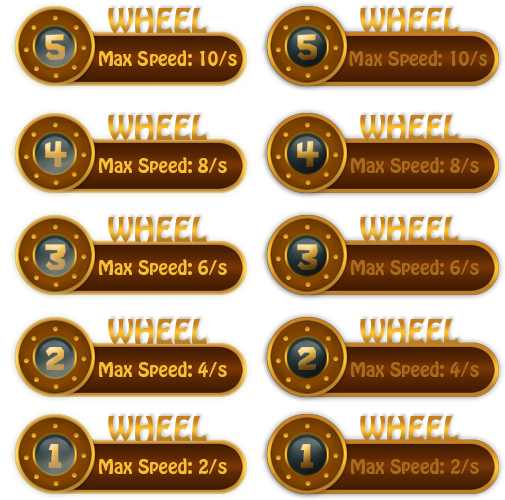 WHEEL WHEEL
5 Max Speed: 10/s 5 Max Speed: 10/s
WHEEL WHEEL
4 Max Speed: 8/s 4 Max Speed: 8/s
WHEEL WHEEL
3 Max Speed: 6/s 3 Max Speed: 6/s
WHEEL WHEEL
2 Max Speed: 4/s 2 Max Speed: 4/s
WHEEL WHEEL
1 Max Speed: 2/s 1 Max Speed: 2/s